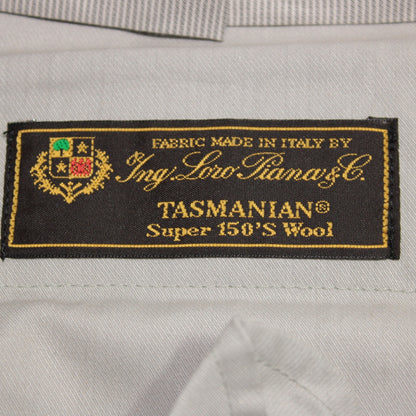 FABRIC MADE IN ITALY BY
Ing. Loro Piana & C.
TASMANIAN®
Super 150'S Wool